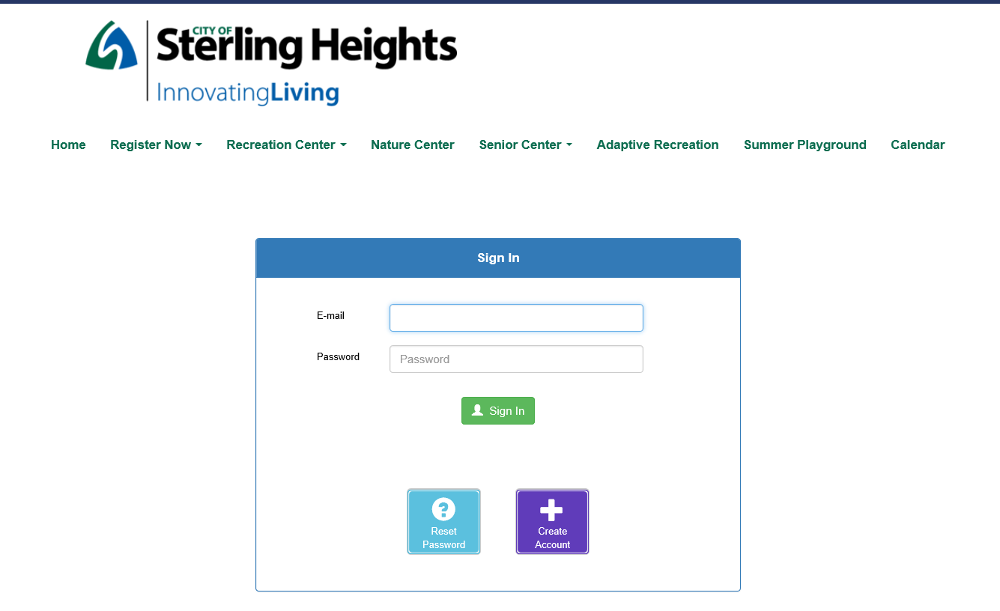 CITY OF
Sterling Heights
InnovatingLiving
Home Register Now Recreation Center Nature Center Senior Center Adaptive Recreation Summer Playground Calendar
Sign In
E-mail
Password Password
Sign In
Reset
Password
Create
Account